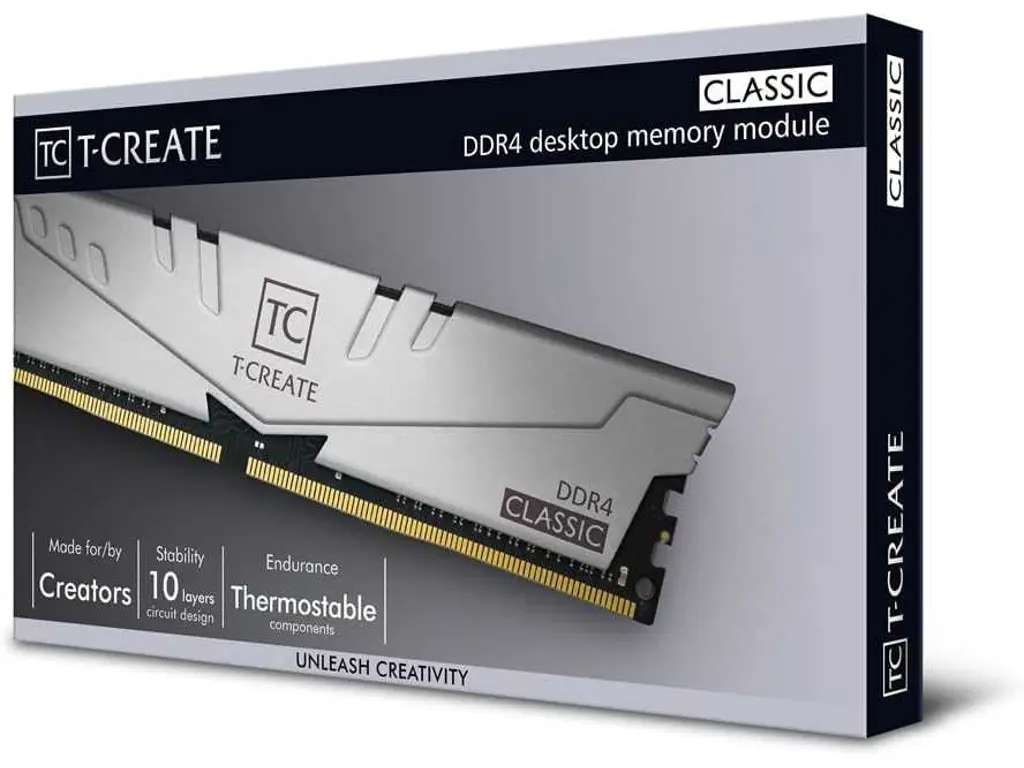 TC T-CREATE
CLASSIC
DDR4 desktop memory module
TC
T-CREATE
DDR4
CLASSIC
Made for/by
Creators
Stability
10 layers
circuit design
Endurance
Thermostable
components
UNLEASH CREATIVITY
CLASSIC
TC T-CREATE